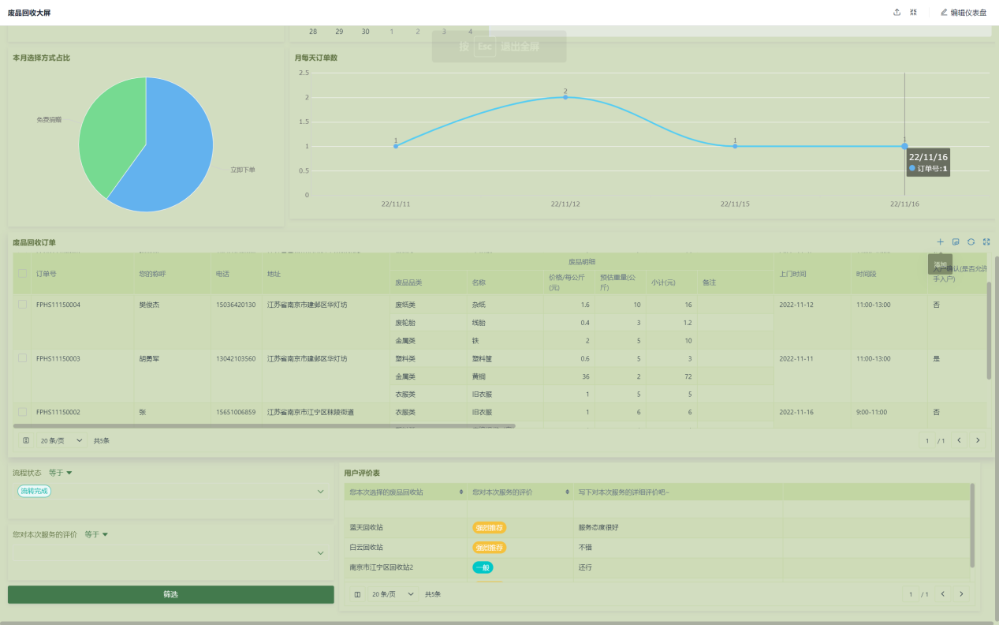 废品回收大屏
编辑仪表盘
28 29 30 1 2 3 4
按 Esc 退出全屏
本月选择方式占比
免费捐赠
立即下单
月每天订单数
2.5
2
1.5
1
0.5
0
1 2 1 1
22/11/11 22/11/12 22/11/15 22/11/16
22/11/16
订单号:1
废品回收订单
添加
订单号 您的称呼 电话 地址 废品明细 上门时间 时间段 入户确认(是否允许
手入户)
废品品类 名称 价格/每公斤(元) 预估重量(公斤) 小计(元) 备注
FPHS11150004 樊俊杰 15036420130 江苏省南京市建邺区华灯坊 废纸类 杂纸 1.6 10 16 2022-11-12 11:00-13:00 否
废轮胎 线胎 0.4 3 1.2
金属类 铁 2 5 10
FPHS11150003 胡勇军 13042103560 江苏省南京市建邺区华灯坊 塑料类 塑料筐 0.6 5 3 2022-11-11 11:00-13:00 是
金属类 黄铜 36 2 72
衣服类 旧衣服 1 5 5
FPHS11150002 张 15651006859 江苏省南京市江宁区秣陵街道 衣服类 旧衣服 1 6 6 2022-11-16 9:00-11:00 否
20 条/页 共5条 1 / 1
流程状态 等于
流转完成
您对本次服务的评价 等于
筛选
用户评价表
您本次选择的废品回收站 您对本次服务的评价 写下对本次服务的详细评价吧~
蓝天回收站 强烈推荐 服务态度很好
白云回收站 强烈推荐 不错
南京市江宁区回收站2 一般 还行
20 条/页 共5条 1 / 1